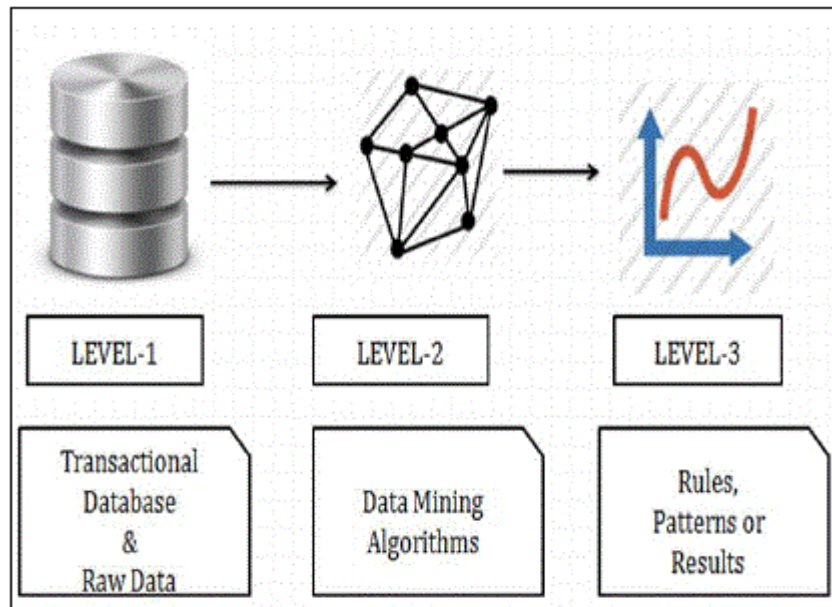 LEVEL-1
LEVEL-2
LEVEL-3
Transactional
Database
&
Raw Data
Data Mining
Algorithms
Rules,
Patterns or
Results